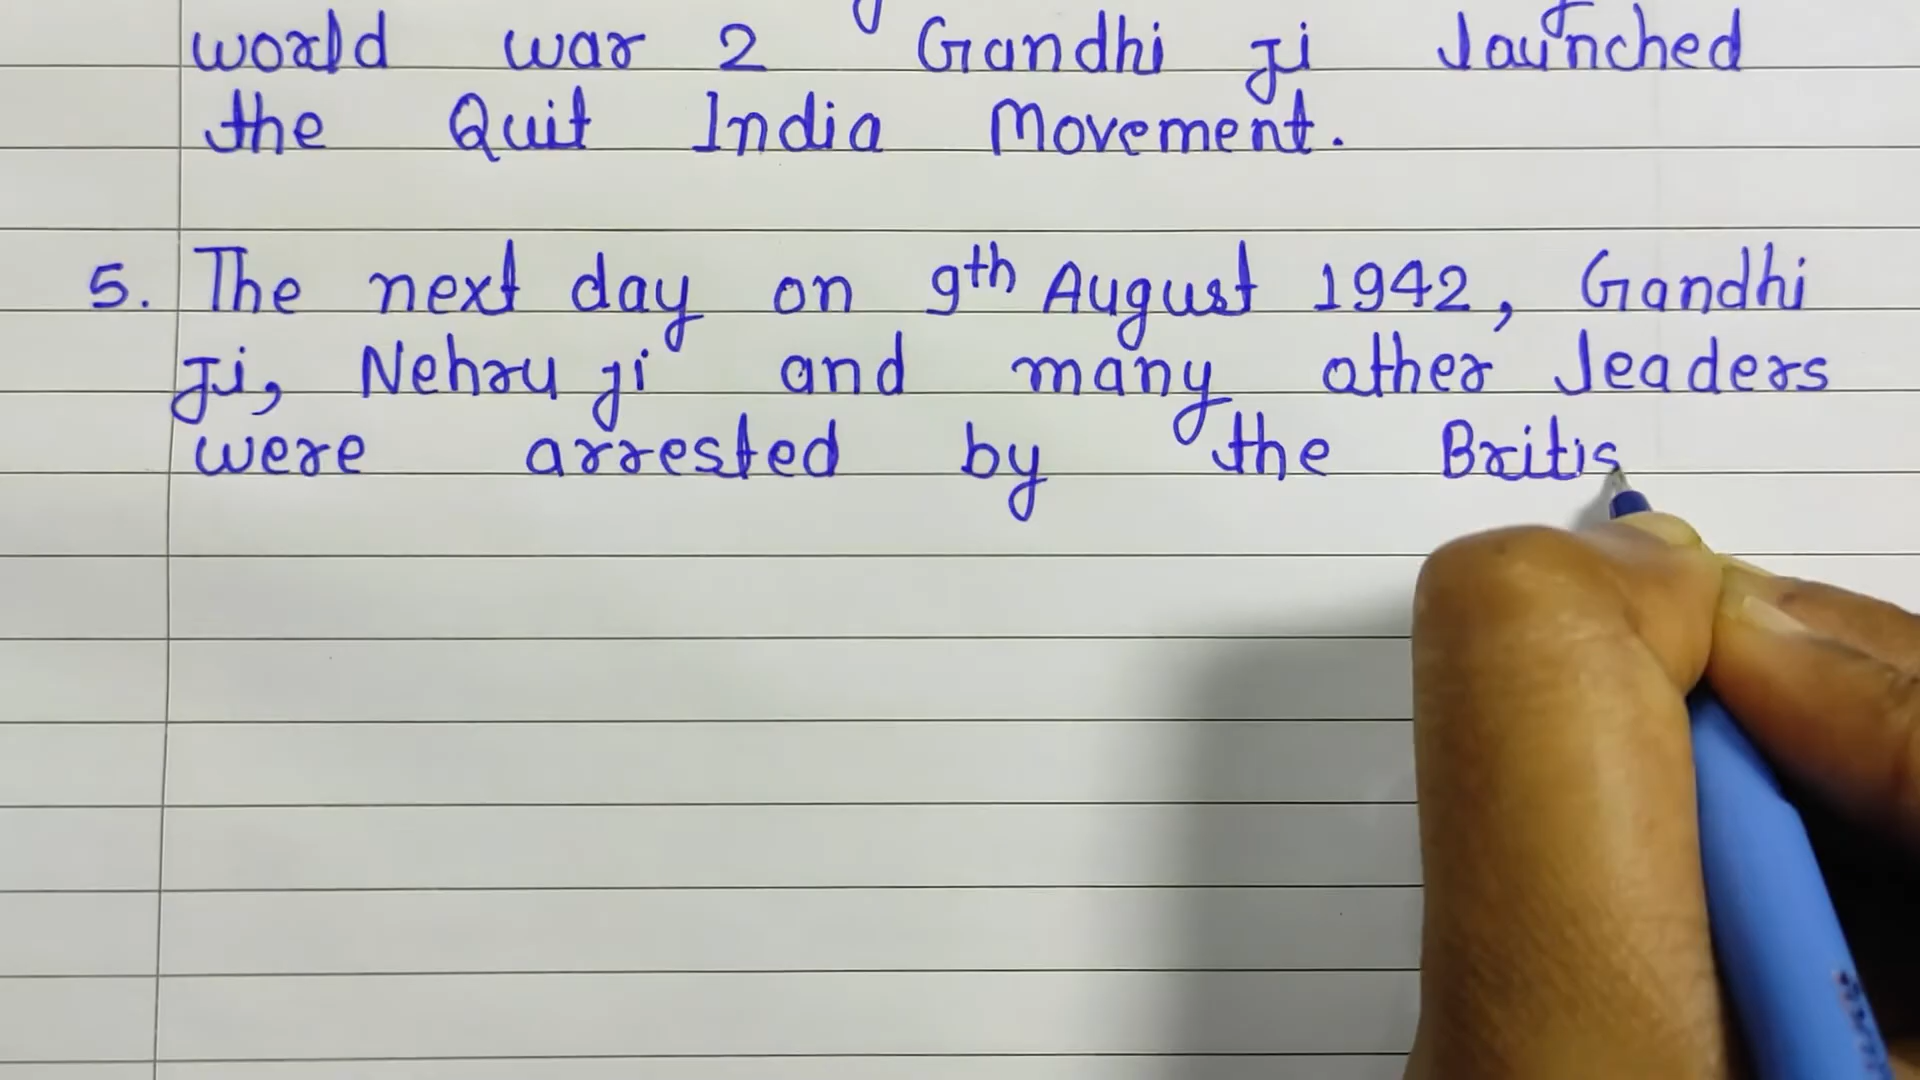 world war 2 Gandhi Ji launched
the Quit India Movement.
5. The next day on 9th August 1942, Gandhi
Ji, Nehru ji and many other leaders
were arrested by the Britis